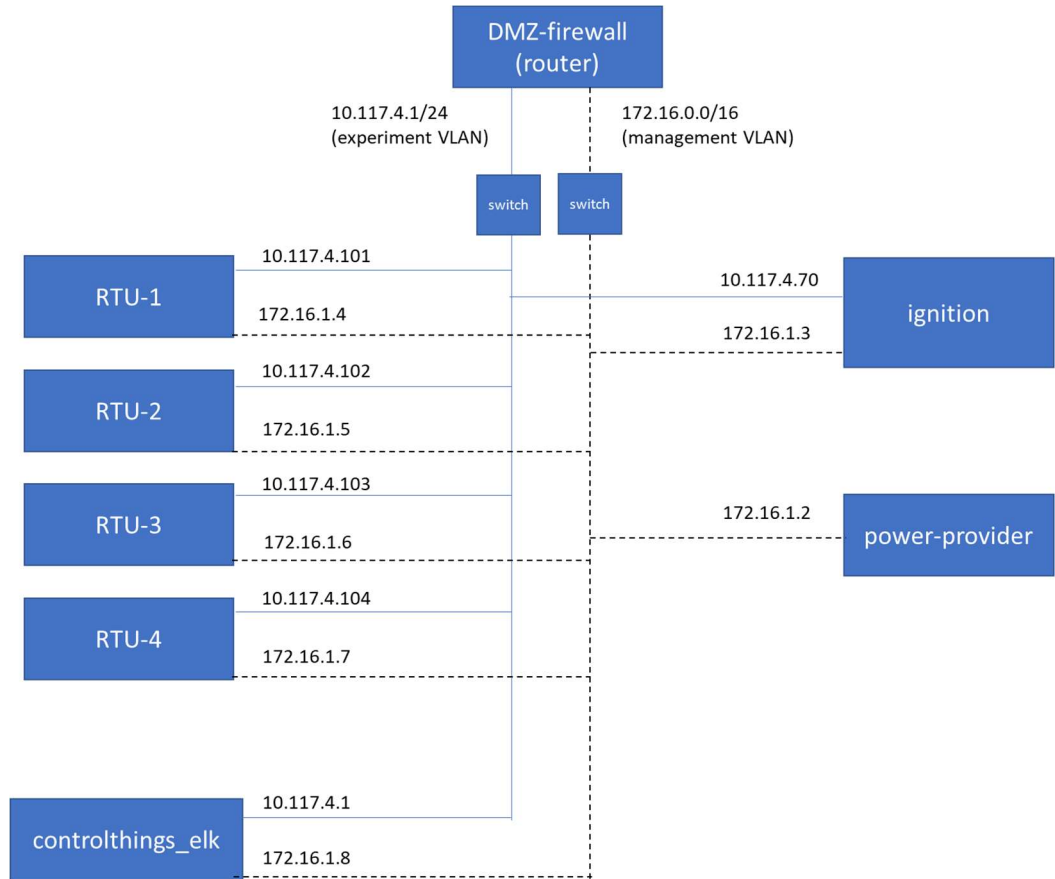 DMZ-firewall
(router)
10.117.4.1/24
(experiment VLAN)
172.16.0.0/16
(management VLAN)
switch
switch
RTU-1
10.117.4.101
172.16.1.4
10.117.4.70
172.16.1.3
ignition
RTU-2
10.117.4.102
172.16.1.5
RTU-3
10.117.4.103
172.16.1.6
172.16.1.2
power-provider
RTU-4
10.117.4.104
172.16.1.7
controlthings_elk
10.117.4.1
172.16.1.8